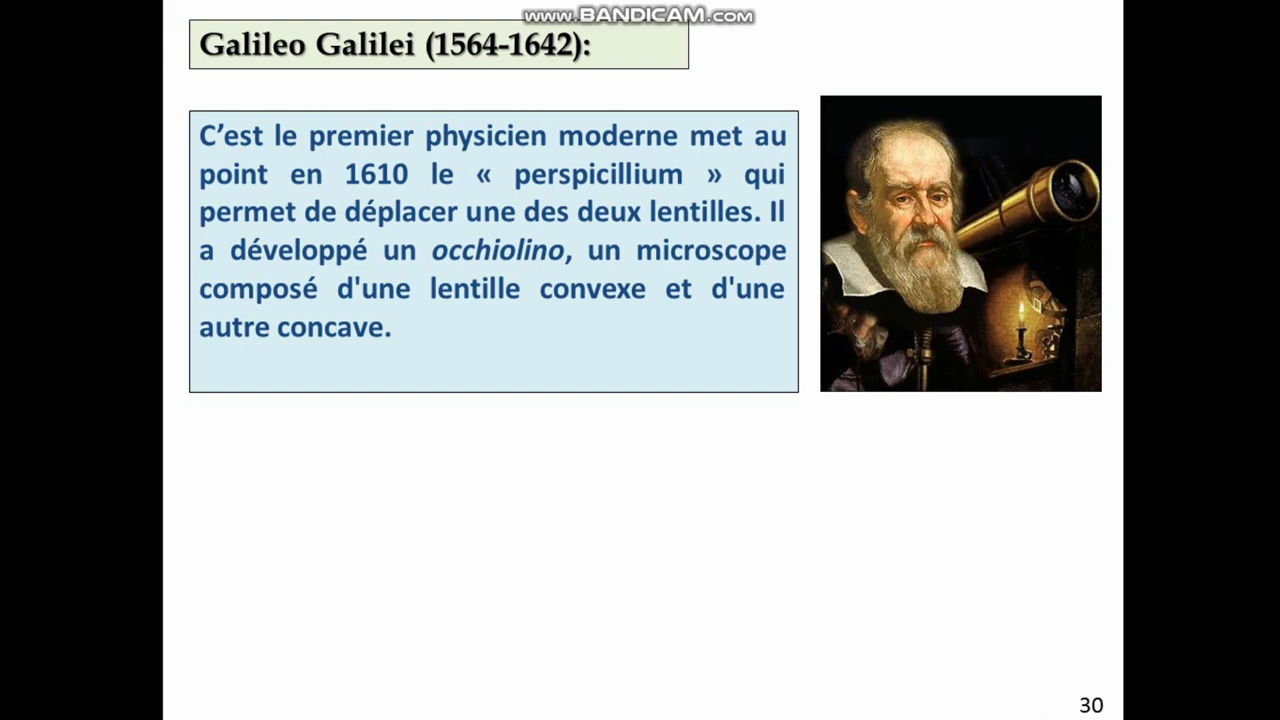 www.BANDICAM.com
Galileo Galilei (1564-1642):
C’est le premier physicien moderne met au
point en 1610 le « perspicillium » qui
permet de déplacer une des deux lentilles. Il
a développé un occhiolino, un microscope
composé d'une lentille convexe et d'une
autre concave.
30